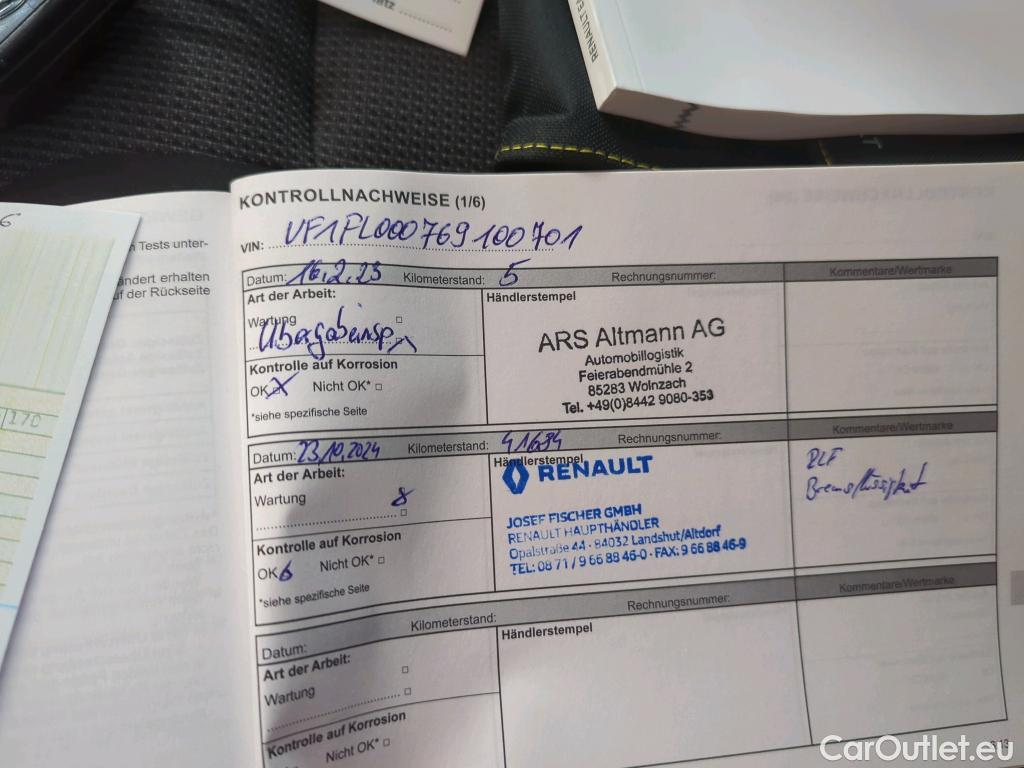 RENAULT
6
n Tests unter-
ändert erhalten
uf der Rückseite
170
KONTROLLNACHWEISE (1/6)
VIN: VF1FL000769100701
Datum: 16.2.23 Kilometerstand: 5 Rechnungsnummer: Kommentare/Wertmarke
Art der Arbeit: Händlerstempel
Wartung
Übergabeinsp.
ARS Altmann AG
Automobillogistik
Feierabendmühle 2
85283 Wolnzach
Tel. +49(0)8442 9080-353
Kontrolle auf Korrosion
OK Nicht OK*
*siehe spezifische Seite
Datum: 23.10.2024 Kilometerstand: 41694 Rechnungsnummer: Kommentare/Wertmarke
Art der Arbeit: Händlerstempel
Wartung
RENAULT
JOSEF FISCHER GMBH
RENAULT HAUPTHÄNDLER
Opalstraße 44 · 84032 Landshut/Altdorf
TEL: 08 71 / 9 66 88 46-0 · FAX: 9 66 88 46-9
Bremsflüssigkeit
Kontrolle auf Korrosion
OK Nicht OK*
*siehe spezifische Seite
Datum: Kilometerstand: Rechnungsnummer: Kommentare/Wertmarke
Art der Arbeit: Händlerstempel
Wartung
Kontrolle auf Korrosion
Nicht OK*
CarOutlet.eu